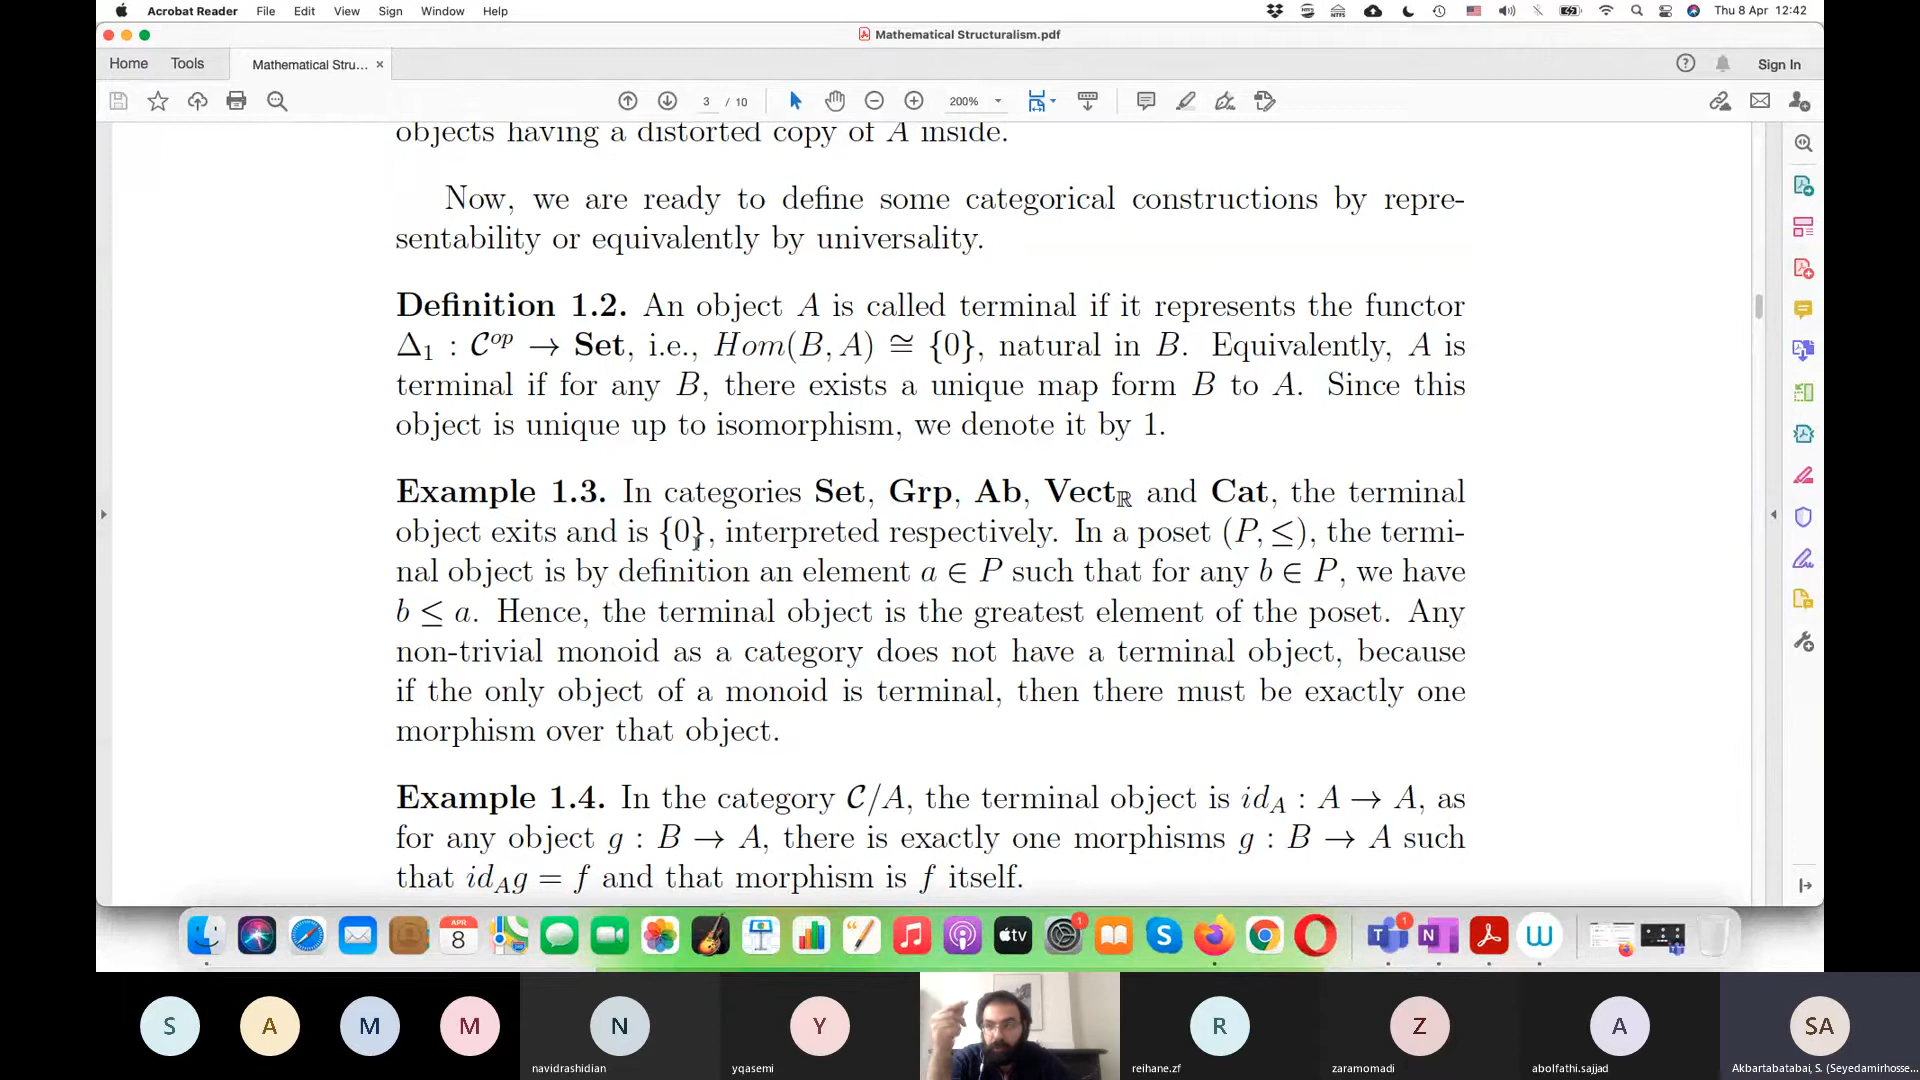 Acrobat Reader File Edit View Sign Window Help Thu 8 Apr 12:42
Mathematical Structuralism.pdf
Home Tools Mathematical Stru... × Sign In
3 / 10 200%
objects having a distorted copy of A inside.
Now, we are ready to define some categorical constructions by repre-
sentability or equivalently by universality.
Definition 1.2. An object A is called terminal if it represents the functor
Δ₁ : 𝒞ᵒᵖ → Set, i.e., Hom(B, A) ≅ {0}, natural in B. Equivalently, A is
terminal if for any B, there exists a unique map form B to A. Since this
object is unique up to isomorphism, we denote it by 1.
Example 1.3. In categories Set, Grp, Ab, Vect_ℝ and Cat, the terminal
object exits and is {0}, interpreted respectively. In a poset (P, ≤), the termi-
nal object is by definition an element a ∈ P such that for any b ∈ P, we have
b ≤ a. Hence, the terminal object is the greatest element of the poset. Any
non-trivial monoid as a category does not have a terminal object, because
if the only object of a monoid is terminal, then there must be exactly one
morphism over that object.
Example 1.4. In the category 𝒞/A, the terminal object is id_A : A → A, as
for any object g : B → A, there is exactly one morphisms g : B → A such
that id_A g = f and that morphism is f itself.
APR
8
tv
1
1
S A M M N Y R Z A SA
navidrashidian yqasemi reihane.zf zaramomadi abolfathi.sajjad Akbartabatabai, S. (Seyedamirhosse...